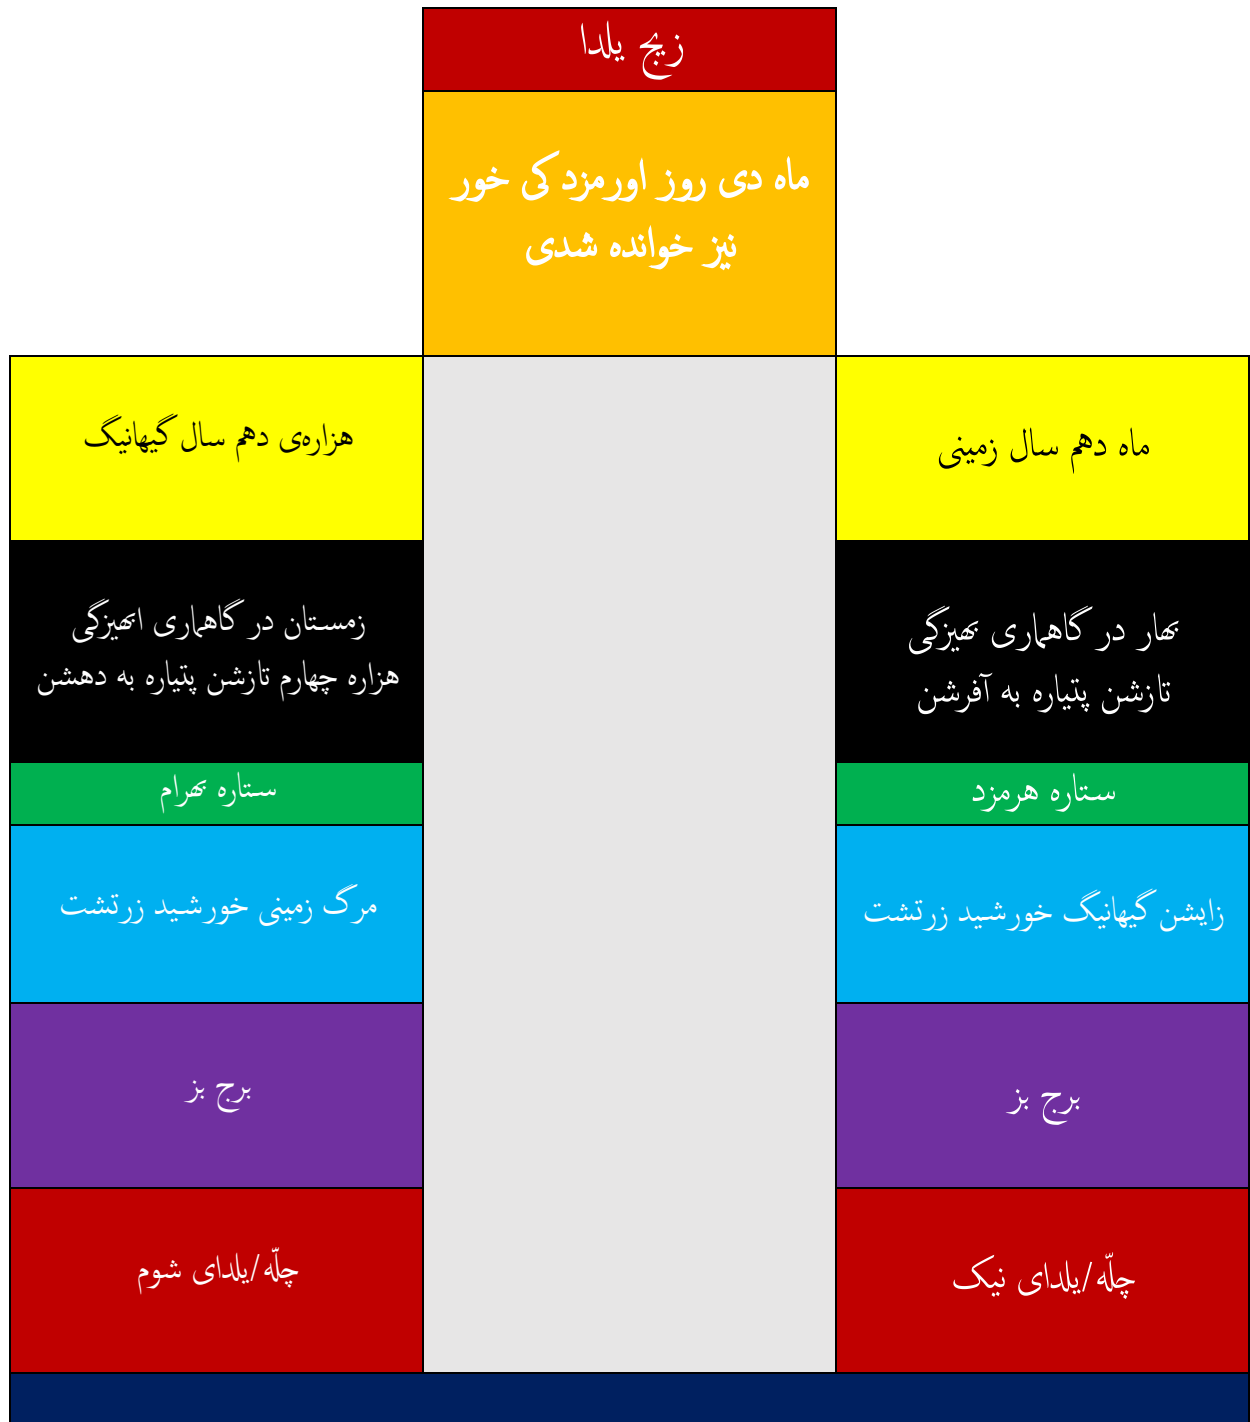 زیج یلدا
ماه دی روز اورمزد کی خور
نیز خوانده شدی
ماه دهم سال زمینی
هزاره‌ی دهم سال گیهانیگ
بهار در گاهماری بهیزگی
تازشن پتیاره به آفرشن
زمستان در گاهماری ابهیزگی
هزاره چهارم تازشن پتیاره به دهشن
ستاره هرمزد
ستاره بهرام
زایشن گیهانیگ خورشید زرتشت
مرگ زمینی خورشید زرتشت
برج بز
برج بز
چلّه/یلدای نیک
چلّه/یلدای شوم